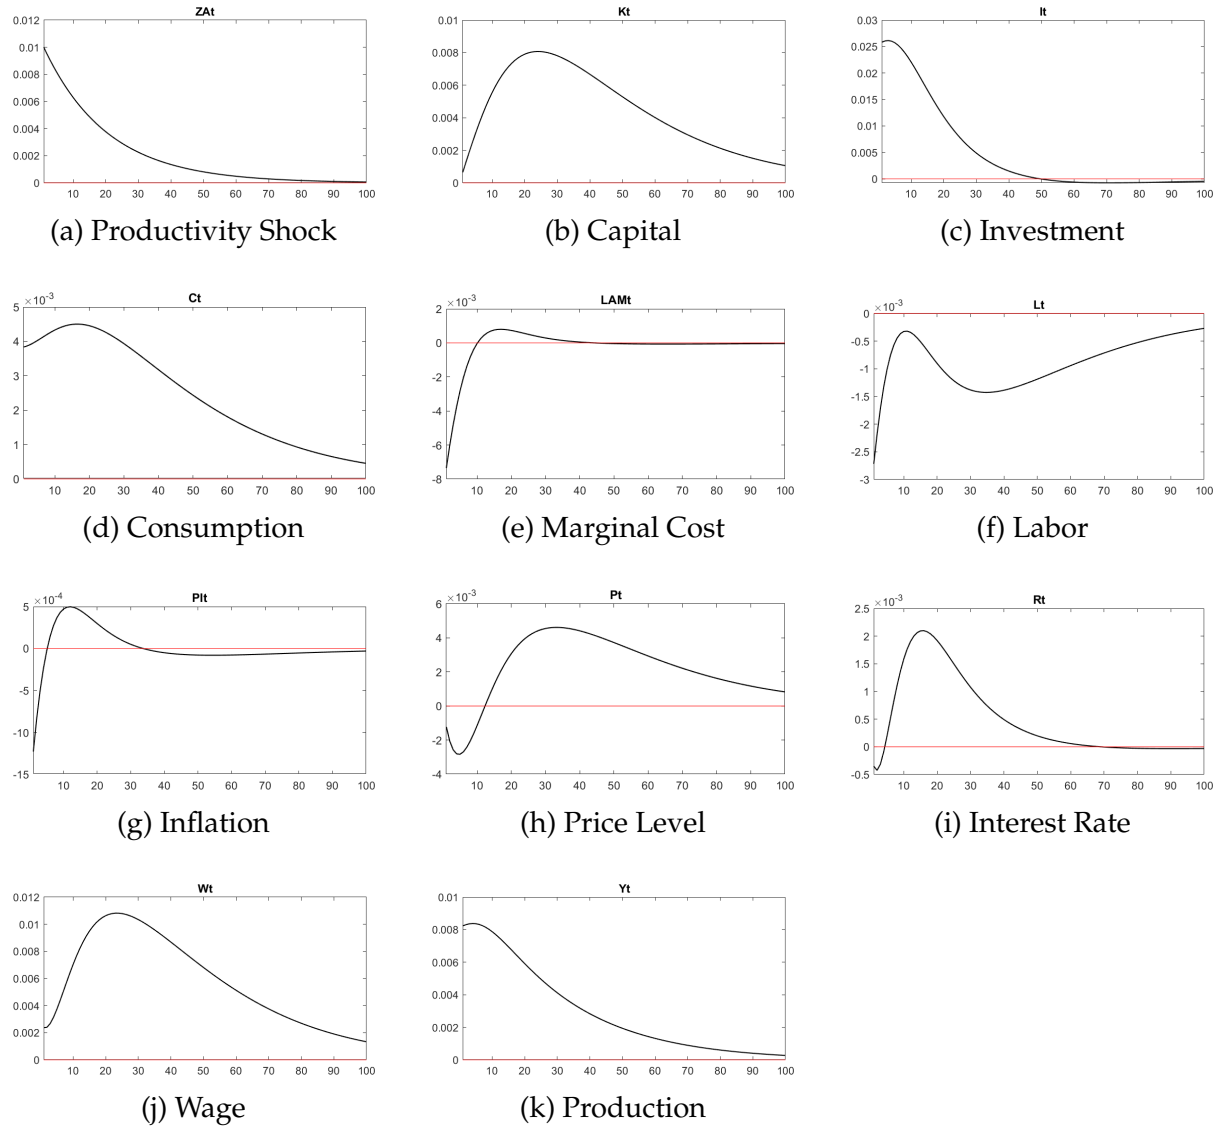 ZAt
0.012
0.01
0.008
0.006
0.004
0.002
0
10 20 30 40 50 60 70 80 90 100
(a) Productivity Shock
Kt
0.01
0.008
0.006
0.004
0.002
0
10 20 30 40 50 60 70 80 90 100
(b) Capital
It
0.03
0.025
0.02
0.015
0.01
0.005
0
10 20 30 40 50 60 70 80 90 100
(c) Investment
Ct
×10⁻³
5
4
3
2
1
0
10 20 30 40 50 60 70 80 90 100
(d) Consumption
LAMt
×10⁻³
2
0
-2
-4
-6
-8
10 20 30 40 50 60 70 80 90 100
(e) Marginal Cost
Lt
×10⁻³
0
-0.5
-1
-1.5
-2
-2.5
-3
10 20 30 40 50 60 70 80 90 100
(f) Labor
PIt
×10⁻⁴
5
0
-5
-10
-15
10 20 30 40 50 60 70 80 90 100
(g) Inflation
Pt
×10⁻³
6
4
2
0
-2
-4
10 20 30 40 50 60 70 80 90 100
(h) Price Level
Rt
×10⁻³
2.5
2
1.5
1
0.5
0
-0.5
10 20 30 40 50 60 70 80 90 100
(i) Interest Rate
Wt
0.012
0.01
0.008
0.006
0.004
0.002
0
10 20 30 40 50 60 70 80 90 100
(j) Wage
Yt
0.01
0.008
0.006
0.004
0.002
0
10 20 30 40 50 60 70 80 90 100
(k) Production